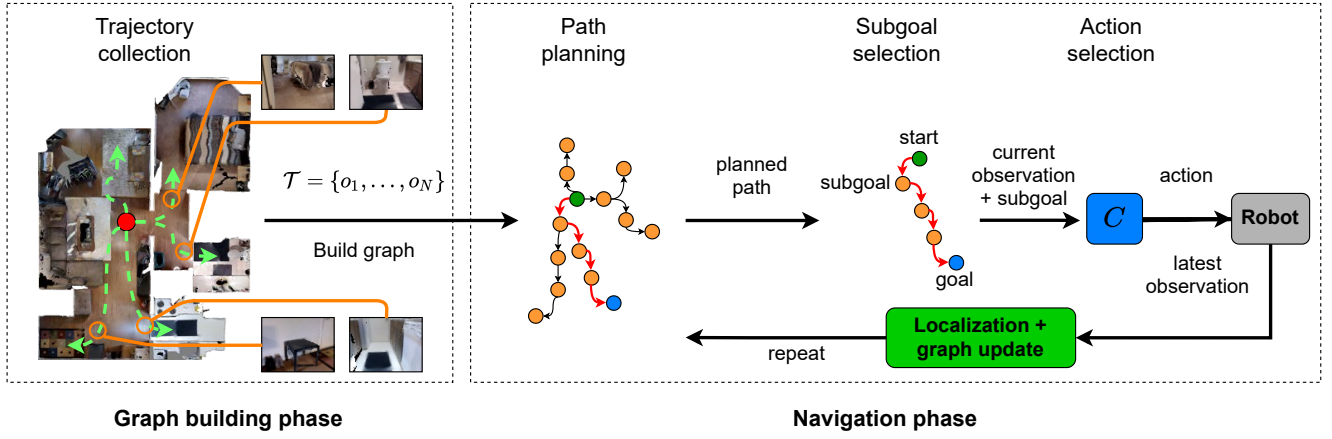 Trajectory
collection
𝒯 = {o₁, . . . , o_N}
Build graph
Graph building phase
Path
planning
planned
path
Subgoal
selection
start
subgoal
goal
Action
selection
current
observation
+ subgoal
C
action
Robot
latest
observation
Localization +
graph update
repeat
Navigation phase